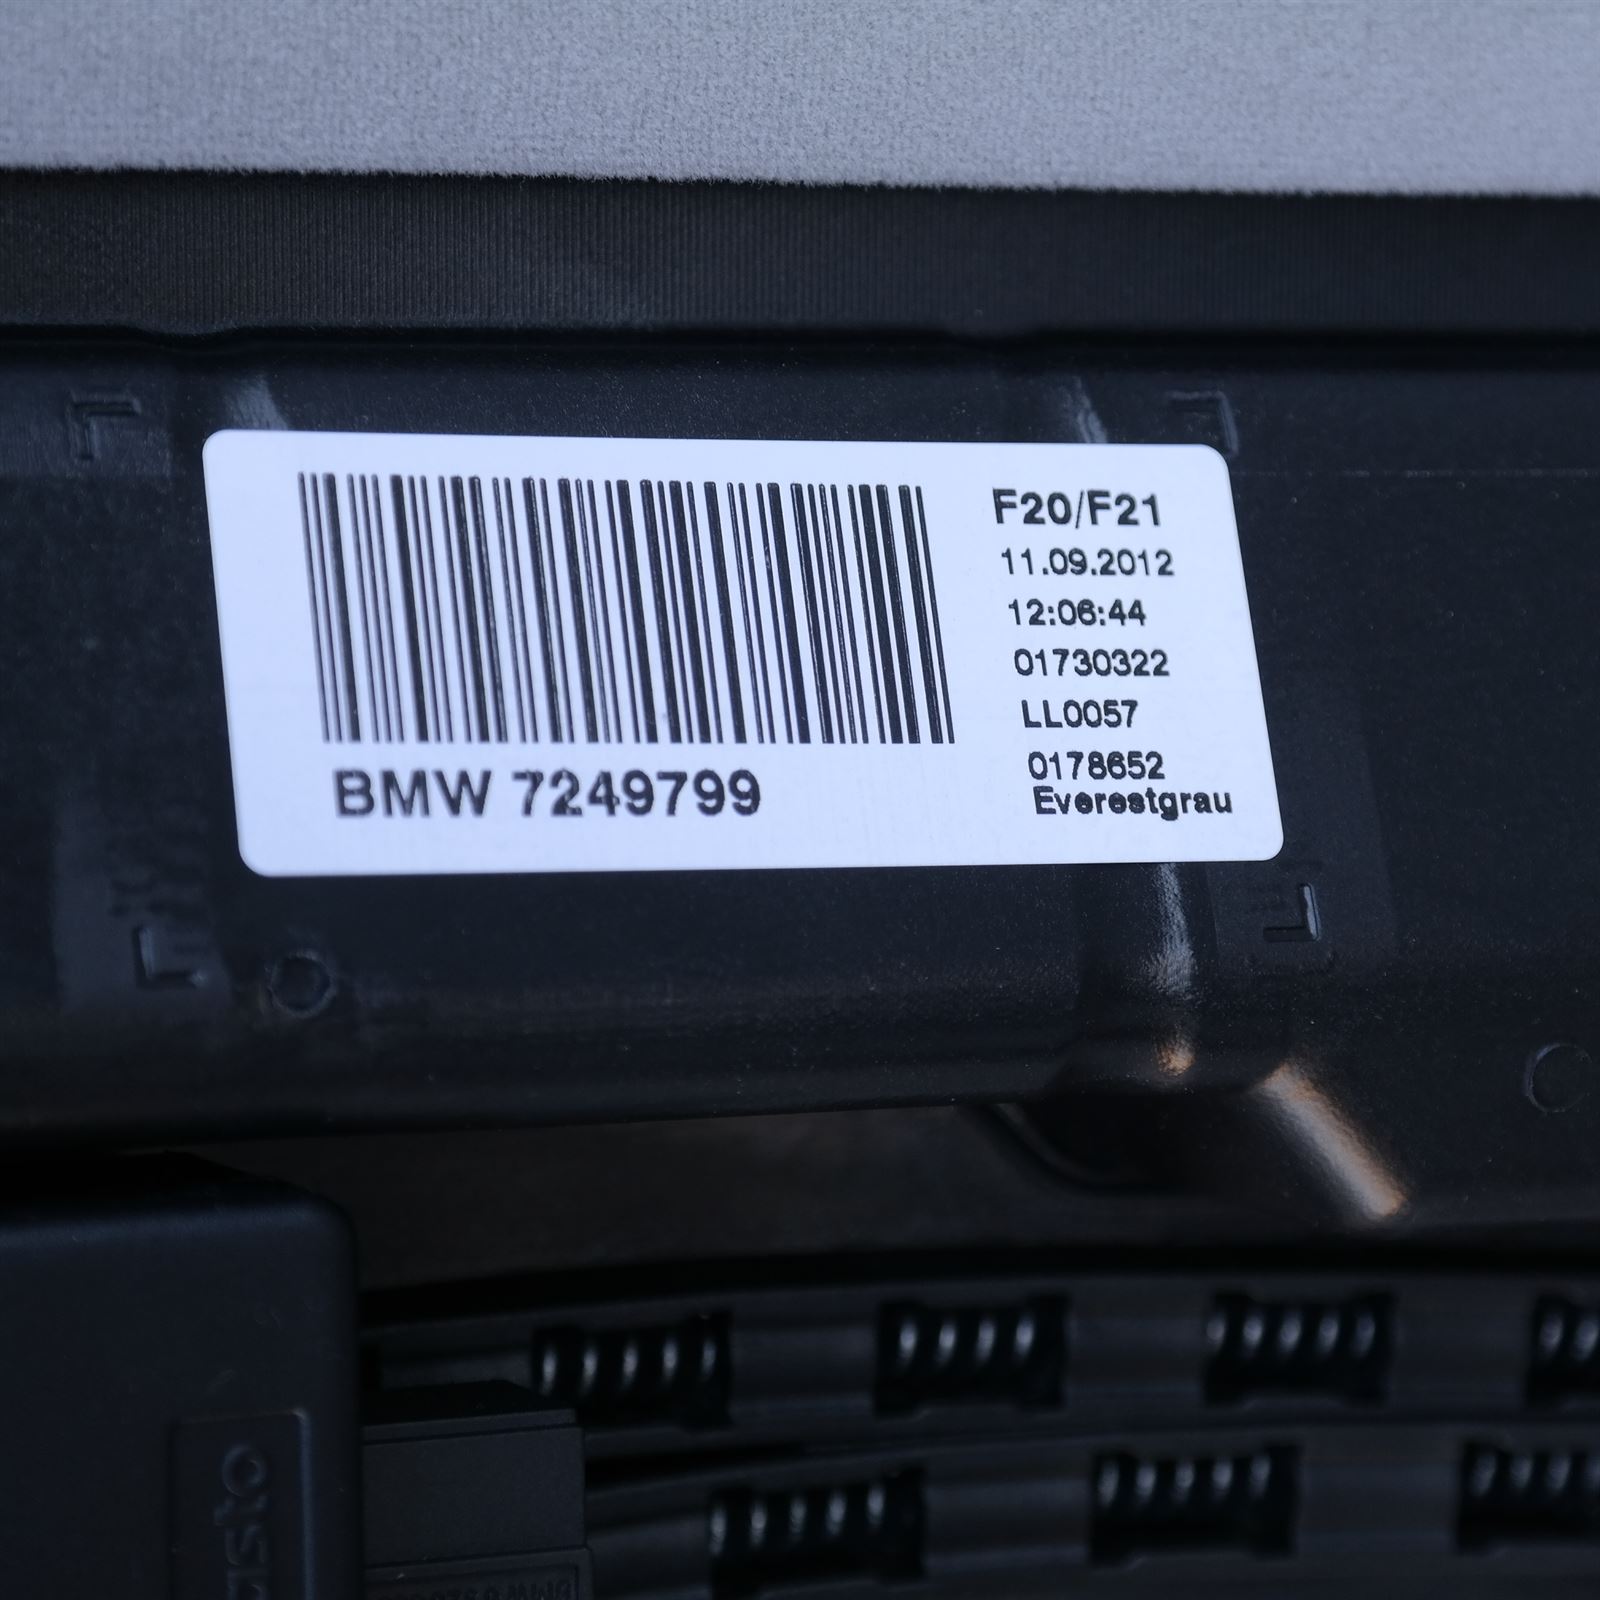 F20/F21
11.09.2012
12:06:44
01730322
LL0057
0178652
Everestgrau
BMW 7249799